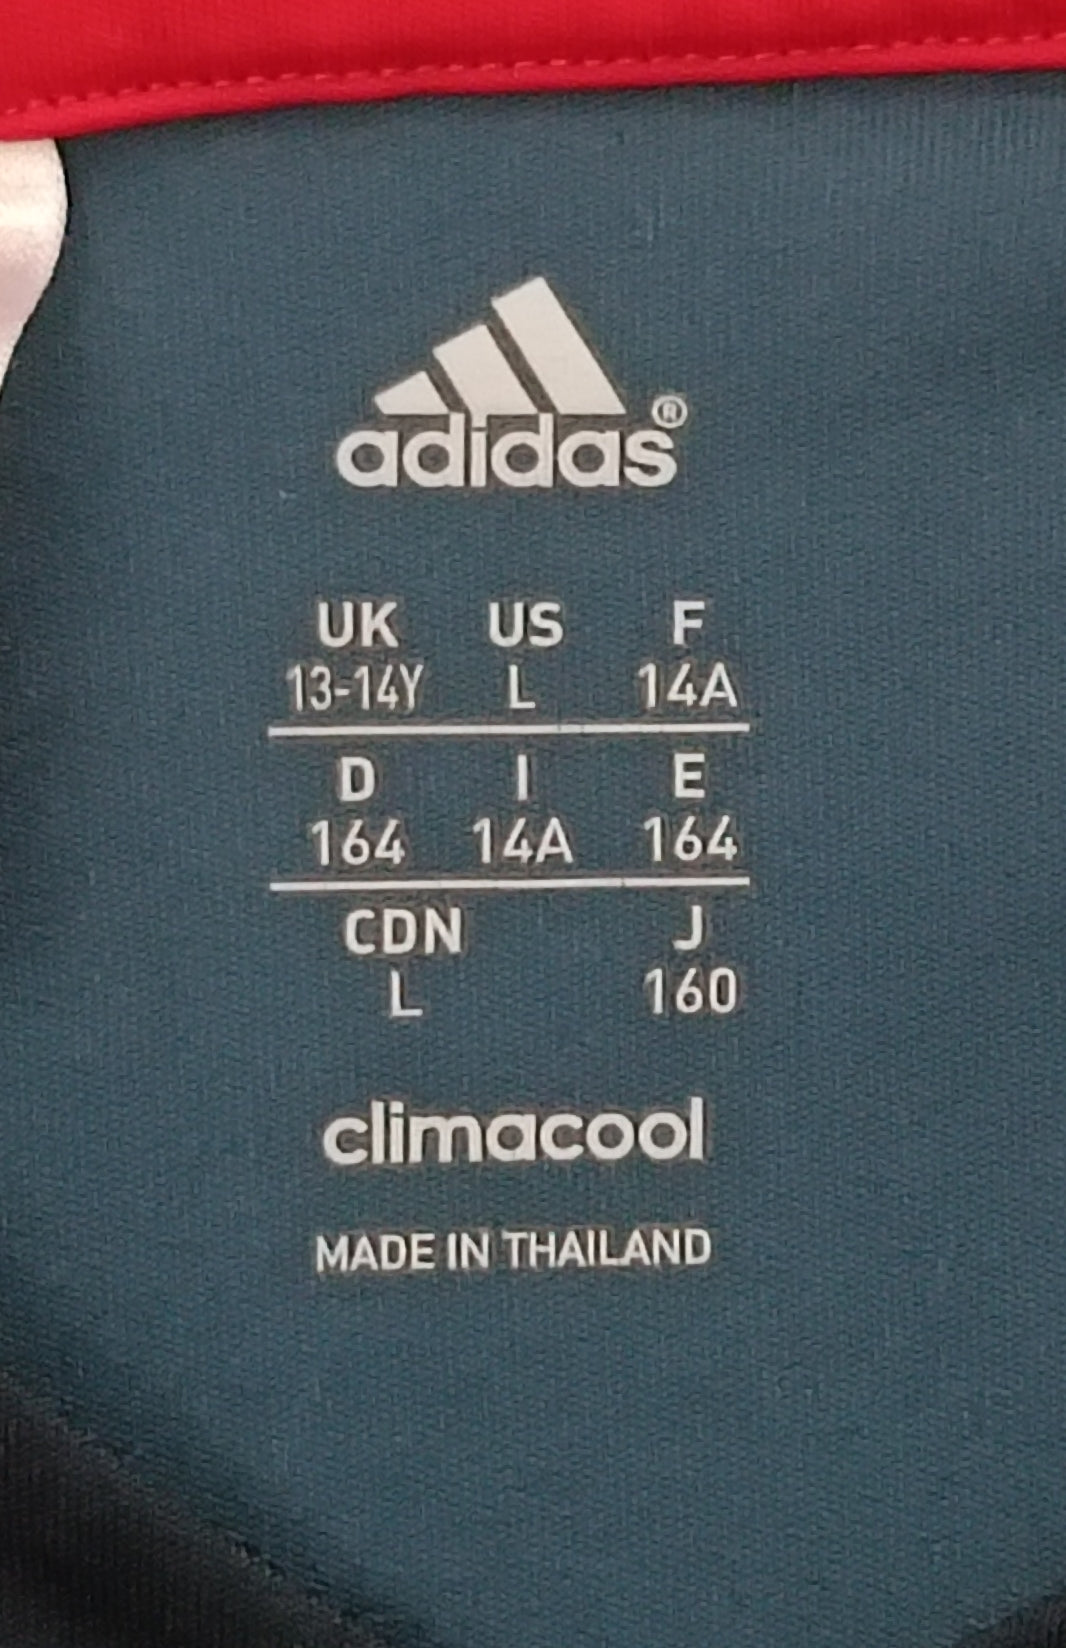 adidas®
UK US F
13-14Y L 14A
D I E
164 14A 164
CDN J
L 160
climacool
MADE IN THAILAND